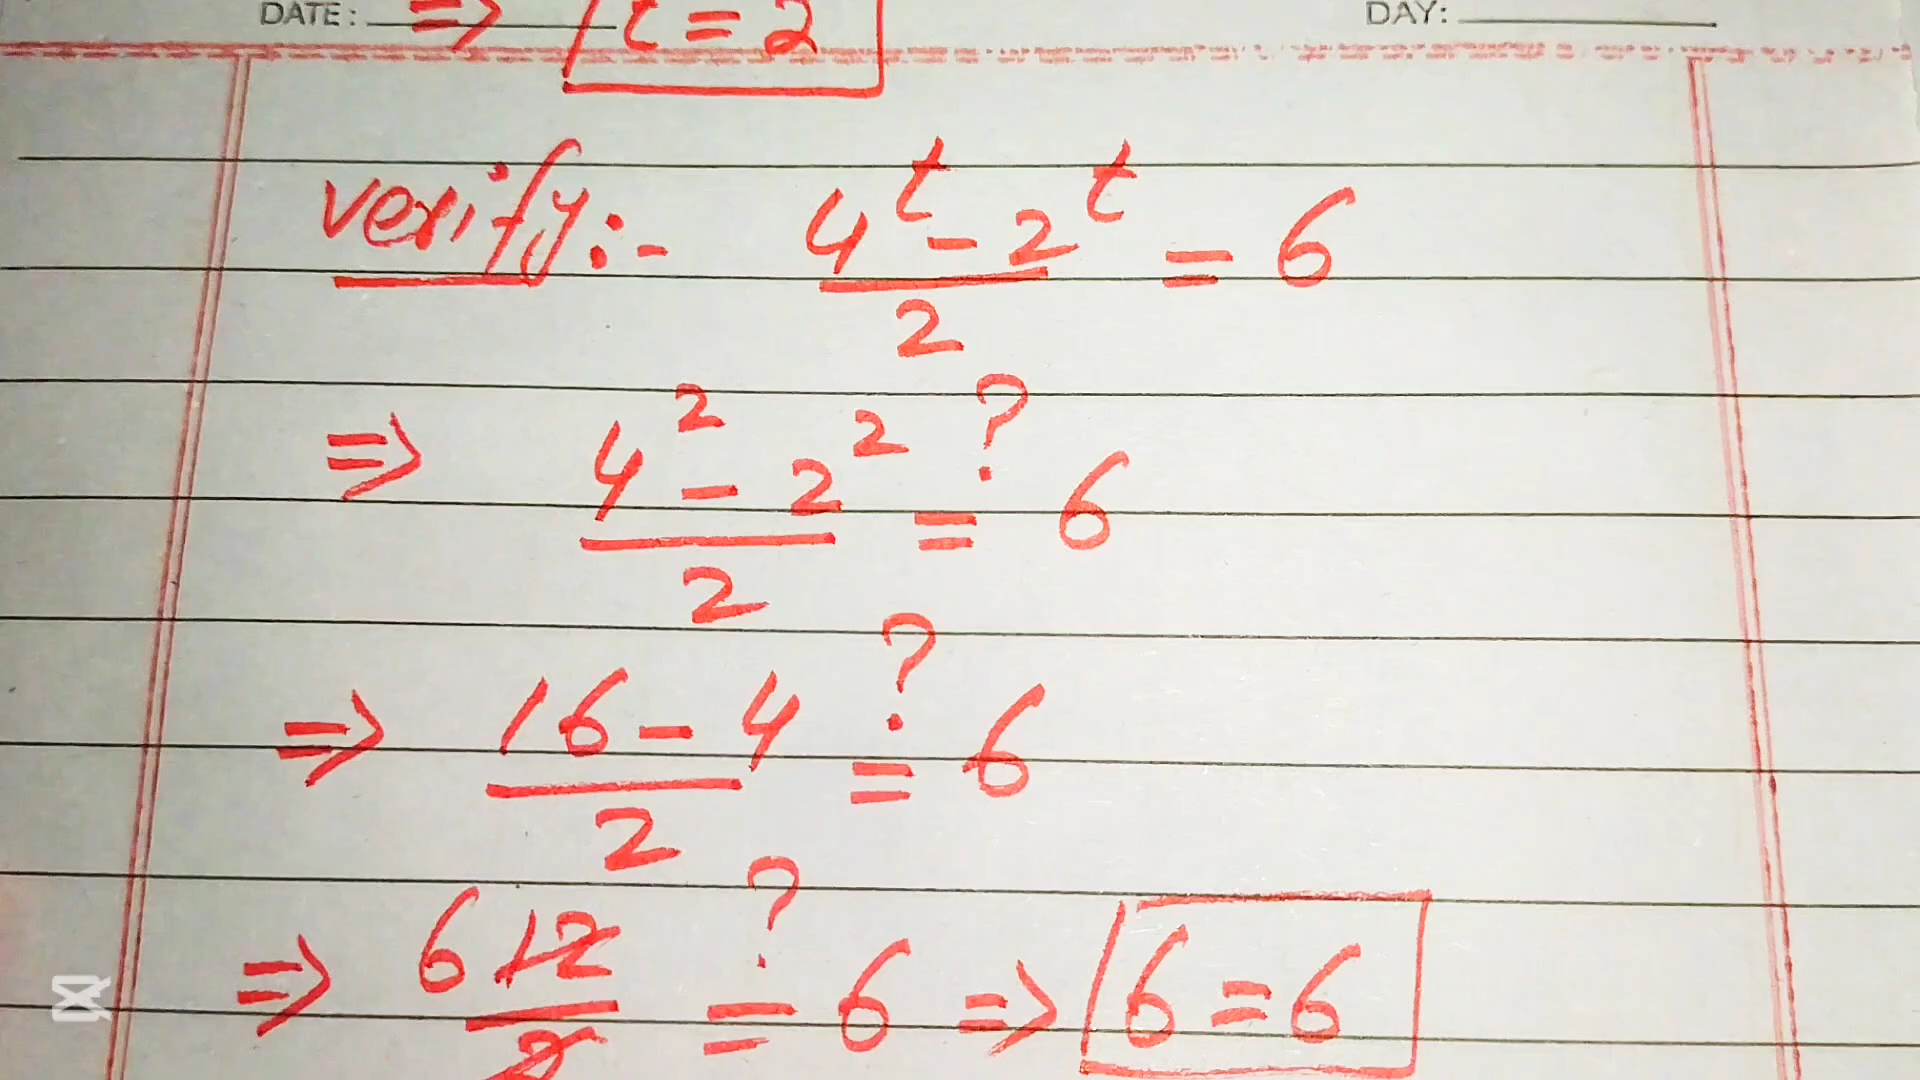 DATE: ⇒ t = 2 DAY:
verify:- 4^t - 2^t / 2 = 6
⇒ 4^2 - 2^2 / 2 =? 6
⇒ 16 - 4 / 2 =? 6
⇒ 6 12 / 2 =? 6 ⇒ 6 = 6